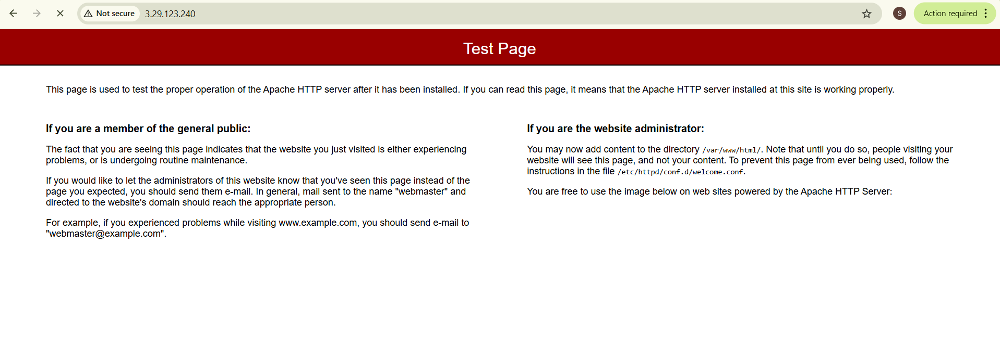 Not secure
3.29.123.240
S
Action required
Test Page
This page is used to test the proper operation of the Apache HTTP server after it has been installed. If you can read this page, it means that the Apache HTTP server installed at this site is working properly.
If you are a member of the general public:
The fact that you are seeing this page indicates that the website you just visited is either experiencing
problems, or is undergoing routine maintenance.
If you would like to let the administrators of this website know that you've seen this page instead of the
page you expected, you should send them e-mail. In general, mail sent to the name "webmaster" and
directed to the website's domain should reach the appropriate person.
For example, if you experienced problems while visiting www.example.com, you should send e-mail to
"webmaster@example.com".
If you are the website administrator:
You may now add content to the directory /var/www/html/. Note that until you do so, people visiting your
website will see this page, and not your content. To prevent this page from ever being used, follow the
instructions in the file /etc/httpd/conf.d/welcome.conf.
You are free to use the image below on web sites powered by the Apache HTTP Server: